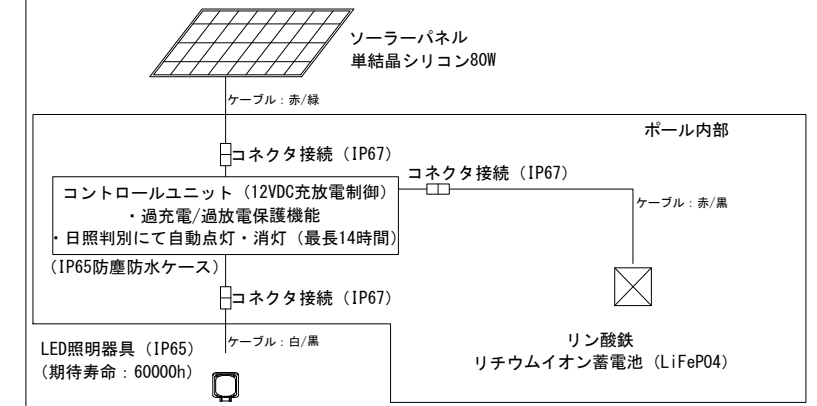 ソーラーパネル
単結晶シリコン80W
ケーブル：赤/緑
ポール内部
コネクタ接続（IP67）
コネクタ接続（IP67）
コントロールユニット（12VDC充放電制御）
・過充電/過放電保護機能
・日照判別にて自動点灯・消灯（最長14時間）
ケーブル：赤/黒
（IP65防塵防水ケース）
コネクタ接続（IP67）
ケーブル：白/黒
LED照明器具（IP65）
（期待寿命：60000h）
リン酸鉄
リチウムイオン蓄電池（LiFePO4）